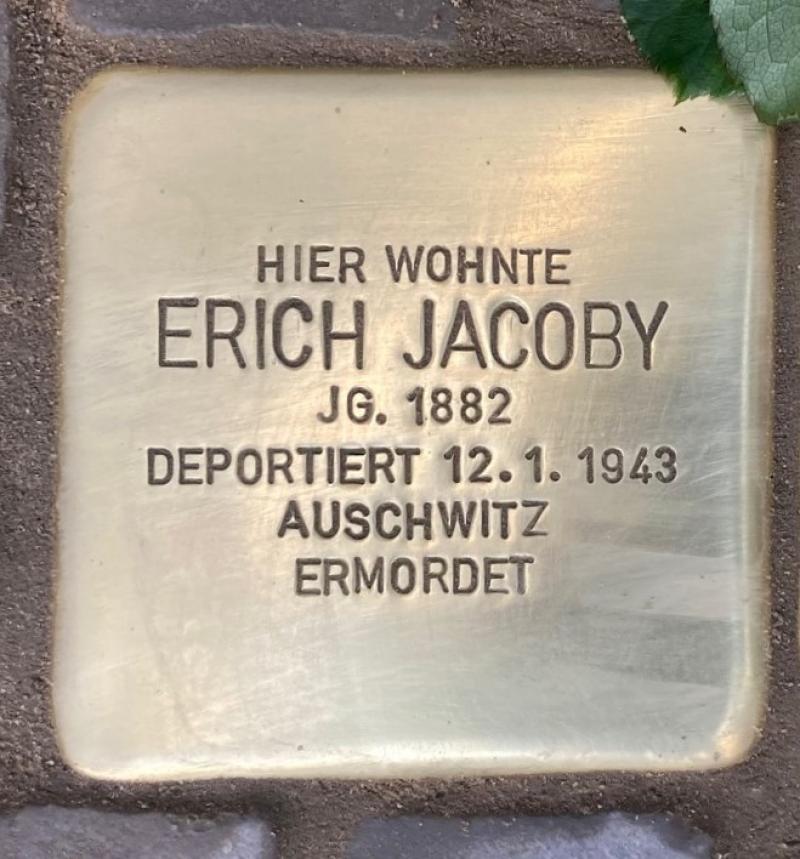 HIER WOHNTE
ERICH JACOBY
JG. 1882
DEPORTIERT 12.1.1943
AUSCHWITZ
ERMORDET